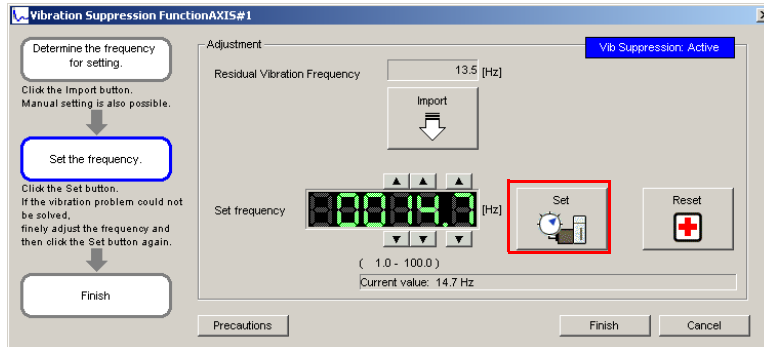 Vibration Suppression FunctionAXIS#1
Determine the frequency
for setting.
Click the Import button.
Manual setting is also possible.
Set the frequency.
Click the Set button.
If the vibration problem could not
be solved,
finely adjust the frequency and
then click the Set button again.
Finish
Adjustment
Vib Suppression: Active
Residual Vibration Frequency 13.5 [Hz]
Import
Set frequency 0014.7 [Hz]
Set
Reset
( 1.0 - 100.0 )
Current value: 14.7 Hz
Precautions
Finish
Cancel